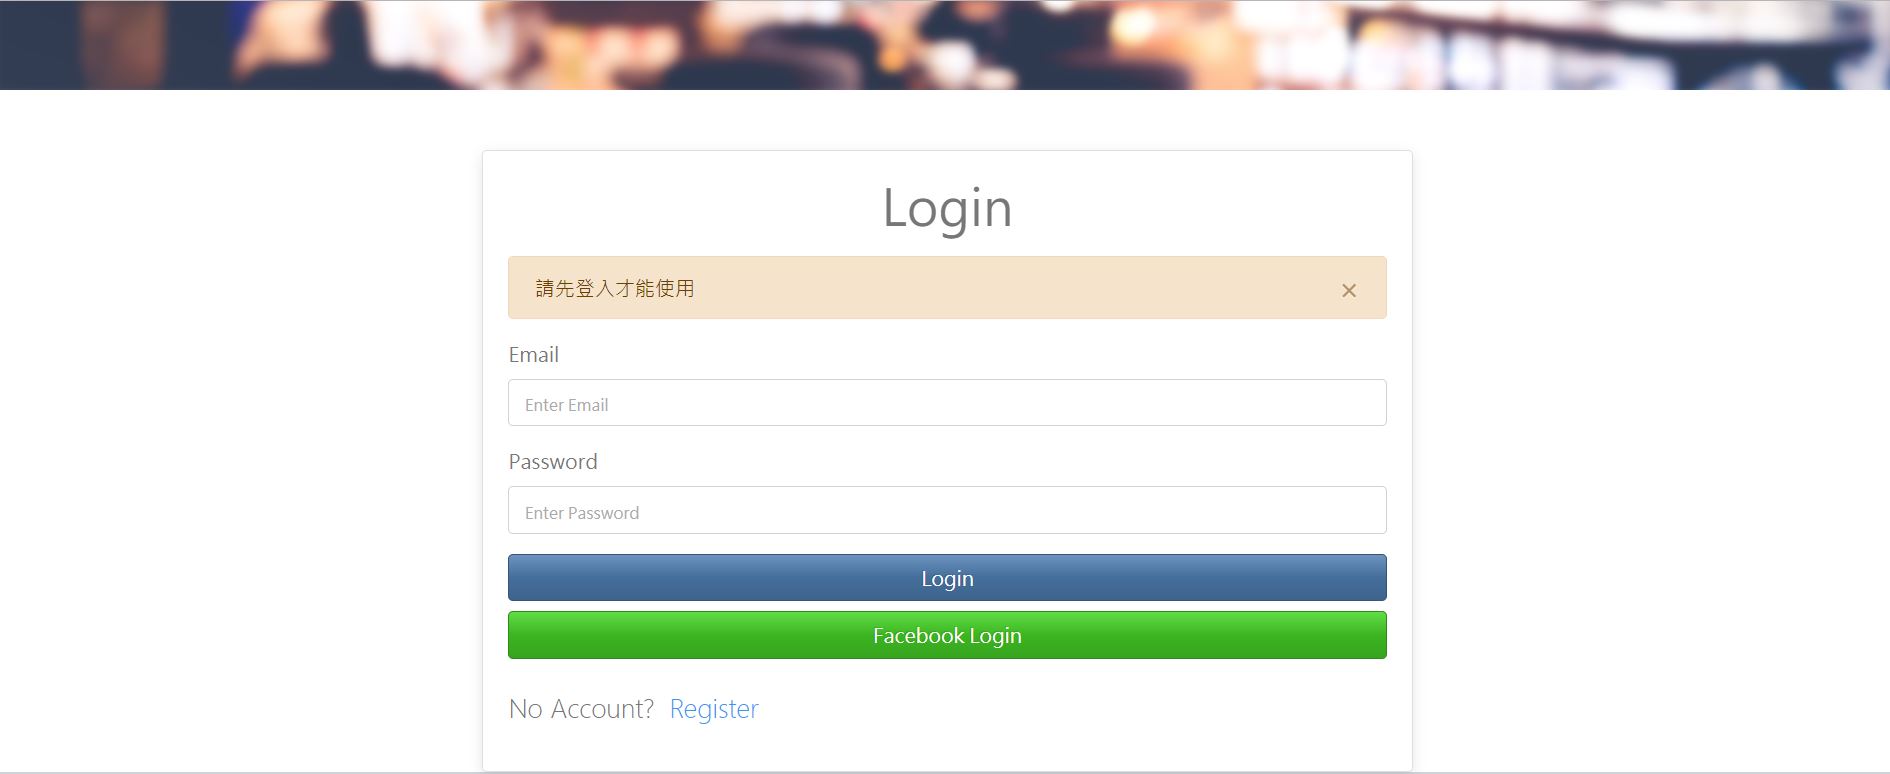 Login
請先登入才能使用 ×
Email
Enter Email
Password
Enter Password
Login
Facebook Login
No Account? Register